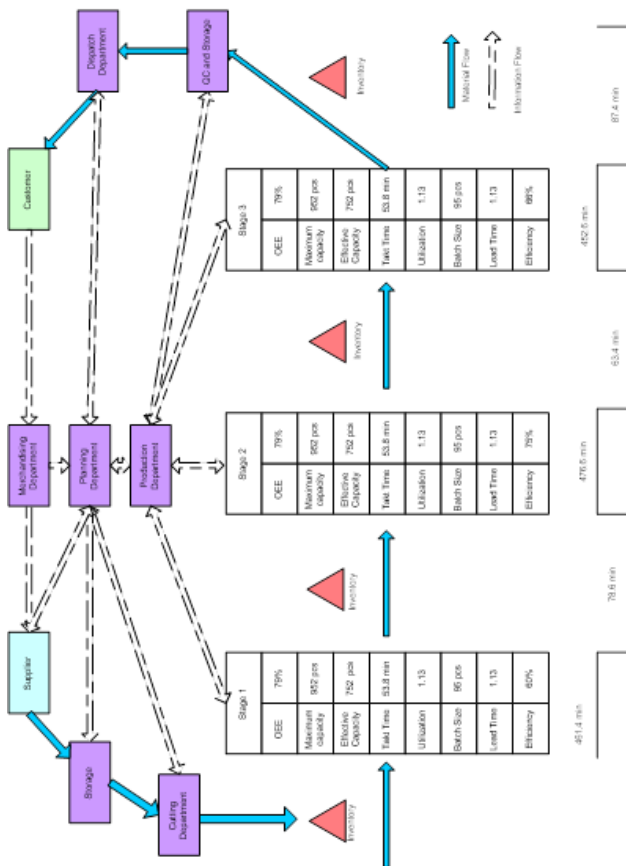 Supplier
Merchandising
Department
Customer
Storage
Planning
Department
Dispatch
Department
Cutting
Department
Production
Department
QC and Storage
Inventory
Inventory
Inventory
Inventory
Material Flow
Information Flow
Stage 1
OEE 79%
Maximum capacity 952 pcs
Effective Capacity 752 pcs
Takt Time 53.8 min
Utilization 1.13
Batch Size 95 pcs
Lead Time 1.13
Efficiency 60%
Stage 2
OEE 79%
Maximum capacity 952 pcs
Effective Capacity 752 pcs
Takt Time 53.8 min
Utilization 1.13
Batch Size 95 pcs
Lead Time 1.13
Efficiency 75%
Stage 3
OEE 79%
Maximum capacity 952 pcs
Effective Capacity 752 pcs
Takt Time 53.8 min
Utilization 1.13
Batch Size 95 pcs
Lead Time 1.13
Efficiency 66%
461.4 min
78.6 min
476.5 min
63.4 min
452.6 min
87.4 min